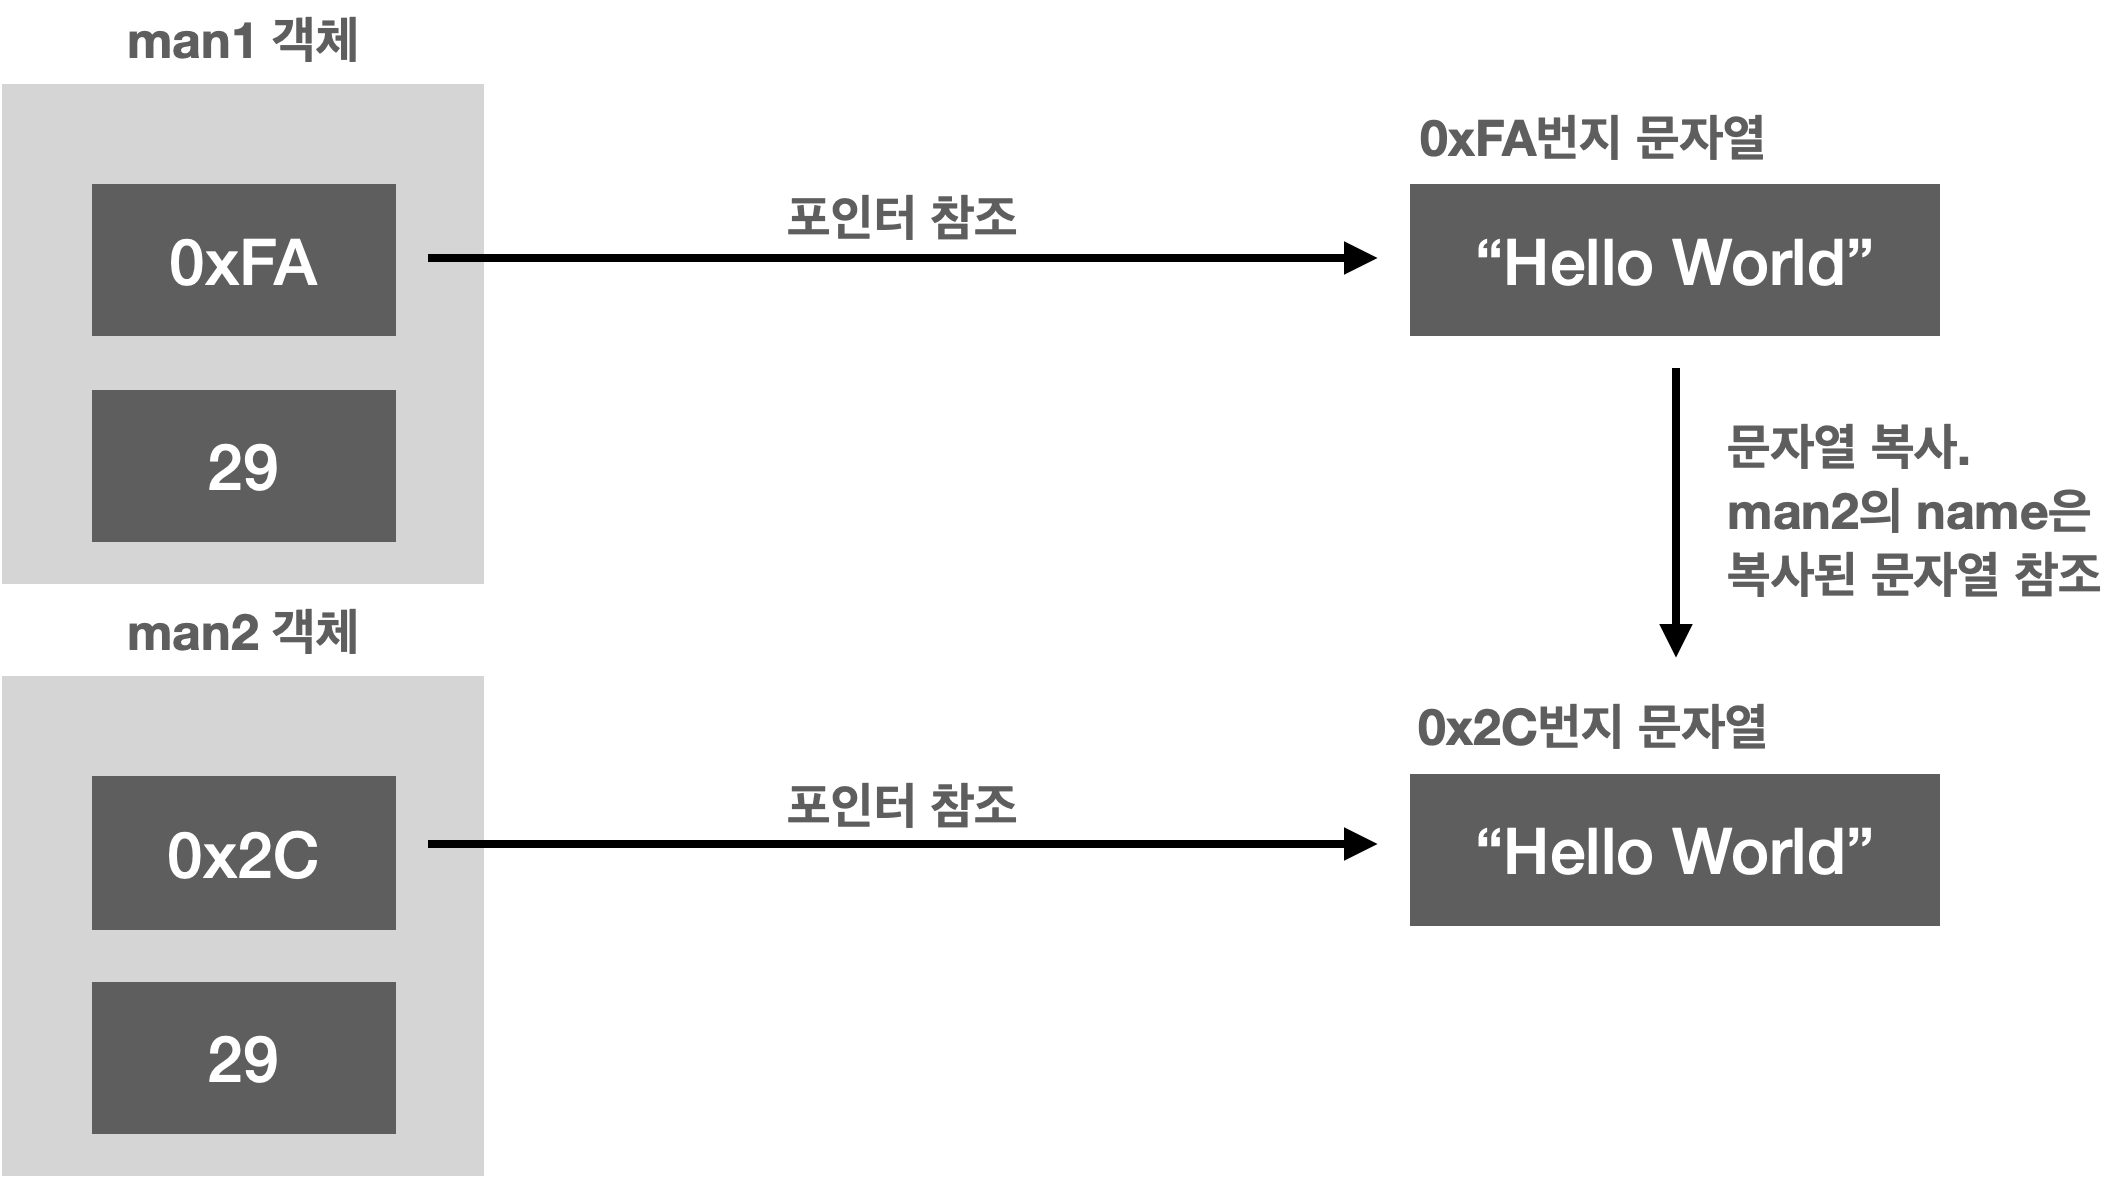 man1 객체
0xFA
29
포인터 참조
0xFA번지 문자열
“Hello World”
문자열 복사.
man2의 name은
복사된 문자열 참조
man2 객체
0x2C
29
포인터 참조
0x2C번지 문자열
“Hello World”